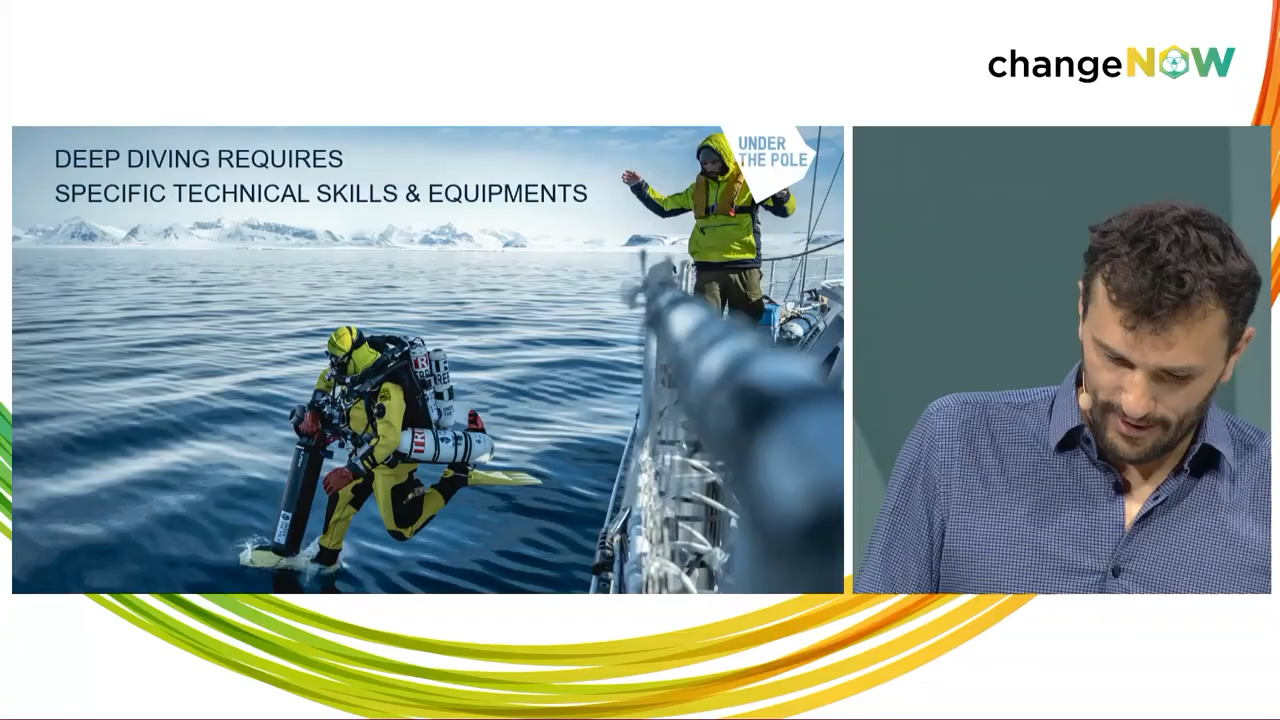 changeNOW
DEEP DIVING REQUIRES
SPECIFIC TECHNICAL SKILLS & EQUIPMENTS
UNDER
THE POLE